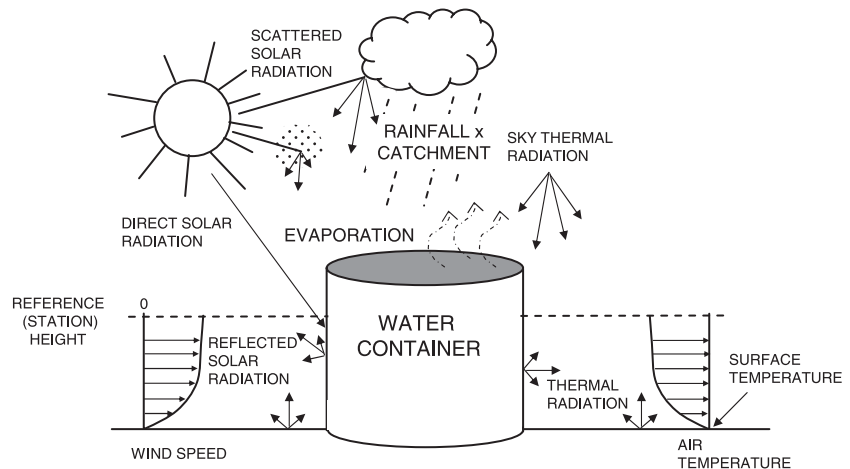 SCATTERED
SOLAR
RADIATION
RAINFALL x
CATCHMENT
SKY THERMAL
RADIATION
DIRECT SOLAR
RADIATION
EVAPORATION
REFERENCE
(STATION)
HEIGHT
0
WATER
CONTAINER
REFLECTED
SOLAR
RADIATION
THERMAL
RADIATION
SURFACE
TEMPERATURE
WIND SPEED
AIR
TEMPERATURE